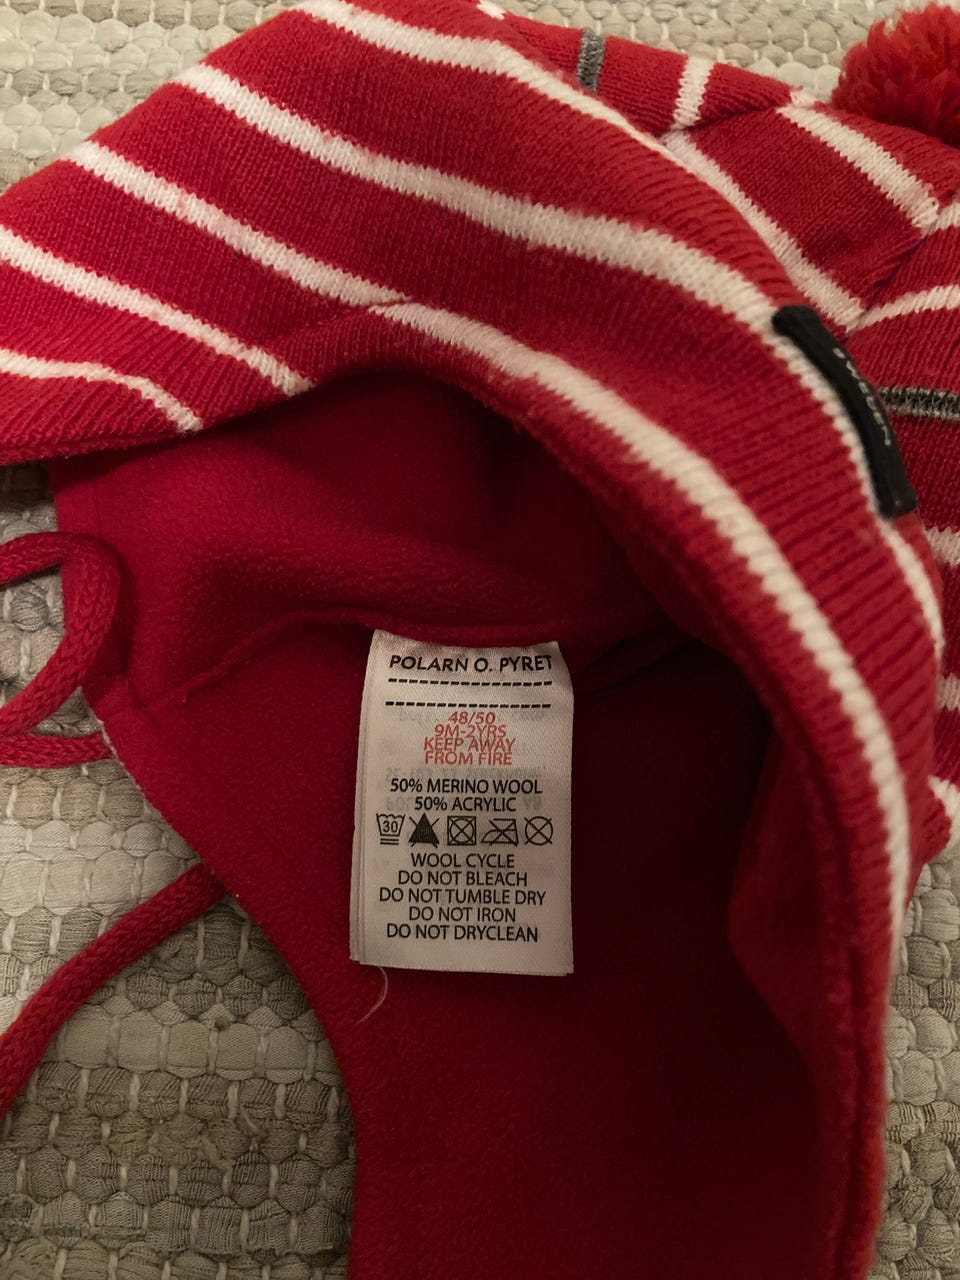 SWEDEN
POLARN O. PYRET
48/50
9M-2YRS
KEEP AWAY
FROM FIRE
50% MERINO WOOL
50% ACRYLIC
30
WOOL CYCLE
DO NOT BLEACH
DO NOT TUMBLE DRY
DO NOT IRON
DO NOT DRYCLEAN